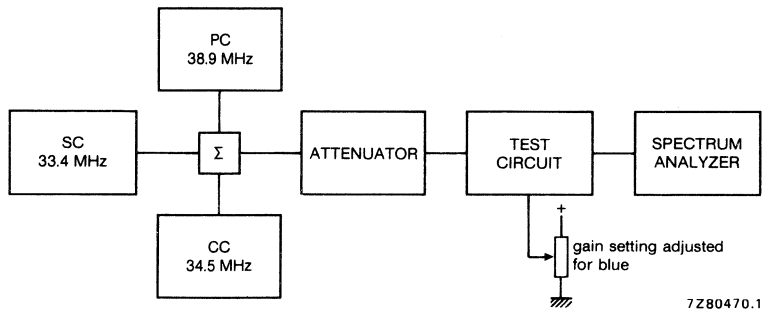 PC
38.9 MHz
SC
33.4 MHz
Σ
ATTENUATOR
TEST
CIRCUIT
SPECTRUM
ANALYZER
CC
34.5 MHz
+
gain setting adjusted
for blue
7Z80470.1